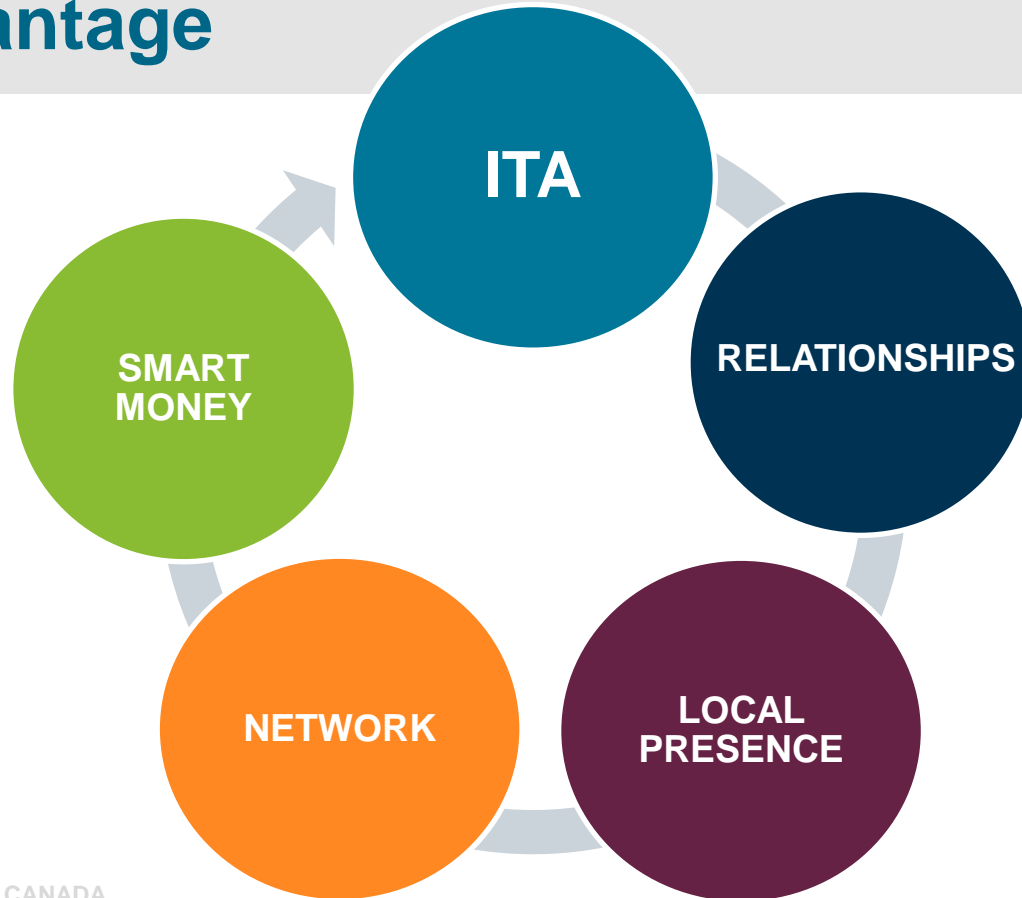 antage
ITA
RELATIONSHIPS
LOCAL
PRESENCE
NETWORK
SMART
MONEY
CANADA